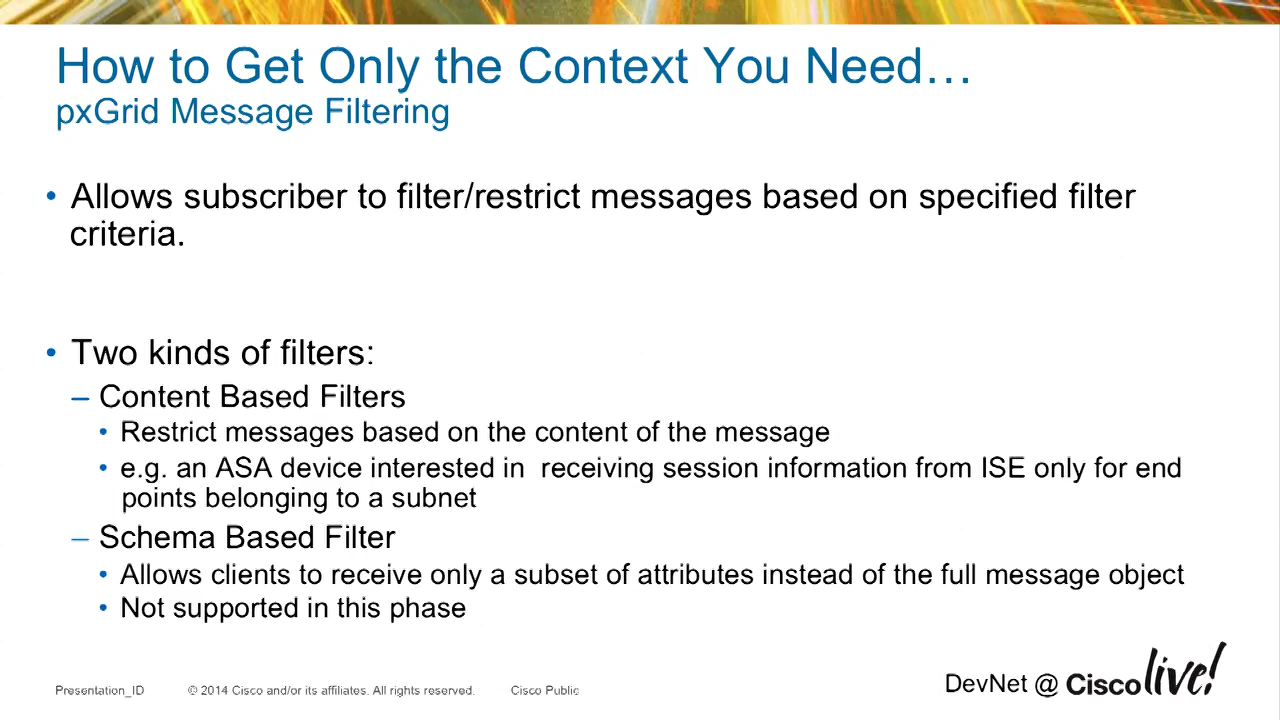 How to Get Only the Context You Need…
pxGrid Message Filtering
• Allows subscriber to filter/restrict messages based on specified filter
criteria.
• Two kinds of filters:
– Content Based Filters
• Restrict messages based on the content of the message
• e.g. an ASA device interested in  receiving session information from ISE only for end
points belonging to a subnet
– Schema Based Filter
• Allows clients to receive only a subset of attributes instead of the full message object
• Not supported in this phase
Presentation_ID © 2014 Cisco and/or its affiliates. All rights reserved. Cisco Public
DevNet @ Cisco live!